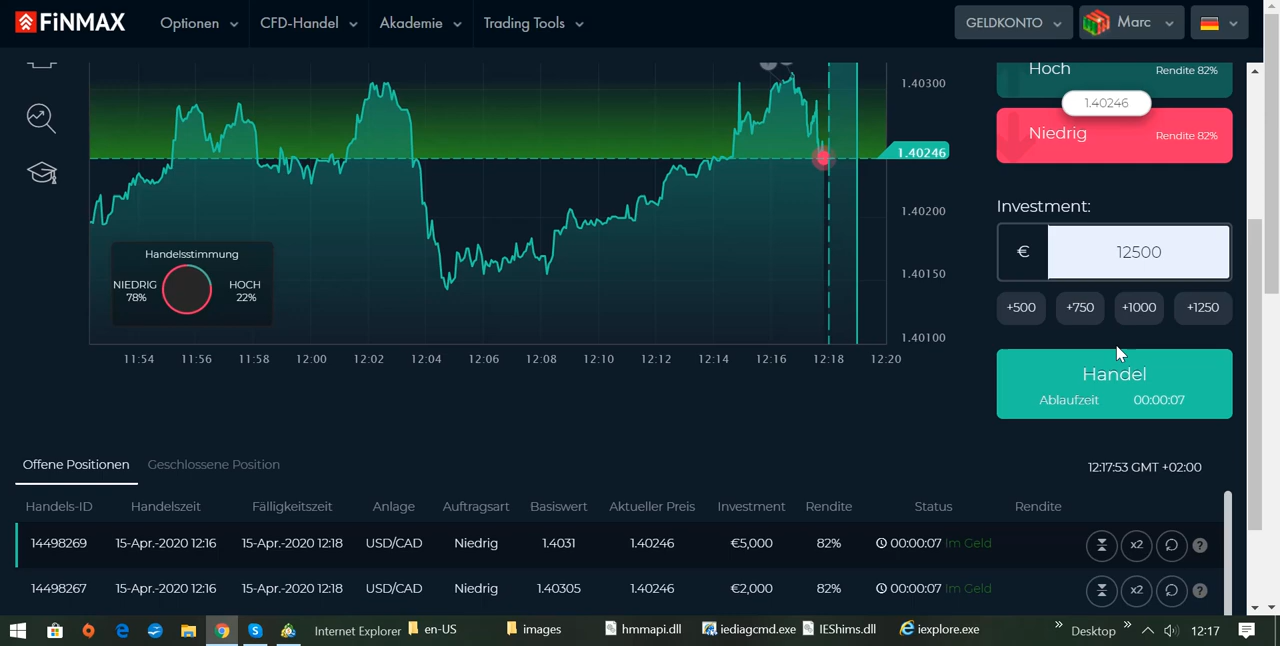 FiNMAX Optionen CFD-Handel Akademie Trading Tools GELDKONTO Marc
Hoch Rendite 82%
1.40246
Niedrig Rendite 82%
1.40300
1.40246
1.40200
1.40150
1.40100
Handelsstimmung
NIEDRIG 78% HOCH 22%
11:54 11:56 11:58 12:00 12:02 12:04 12:06 12:08 12:10 12:12 12:14 12:16 12:18 12:20
Investment:
€ 12500
+500 +750 +1000 +1250
Handel
Ablaufzeit 00:00:07
Offene Positionen Geschlossene Position 12:17:53 GMT +02:00
Handels-ID Handelszeit Fälligkeitszeit Anlage Auftragsart Basiswert Aktueller Preis Investment Rendite Status Rendite
14498269 15-Apr.-2020 12:16 15-Apr.-2020 12:18 USD/CAD Niedrig 1.4031 1.40246 €5,000 82% 00:00:07 Im Geld x2 ?
14498267 15-Apr.-2020 12:16 15-Apr.-2020 12:18 USD/CAD Niedrig 1.40305 1.40246 €2,000 82% 00:00:07 Im Geld x2 ?
Internet Explorer en-US images hmmapi.dll iediagcmd.exe IEShims.dll iexplore.exe » Desktop » 12:17